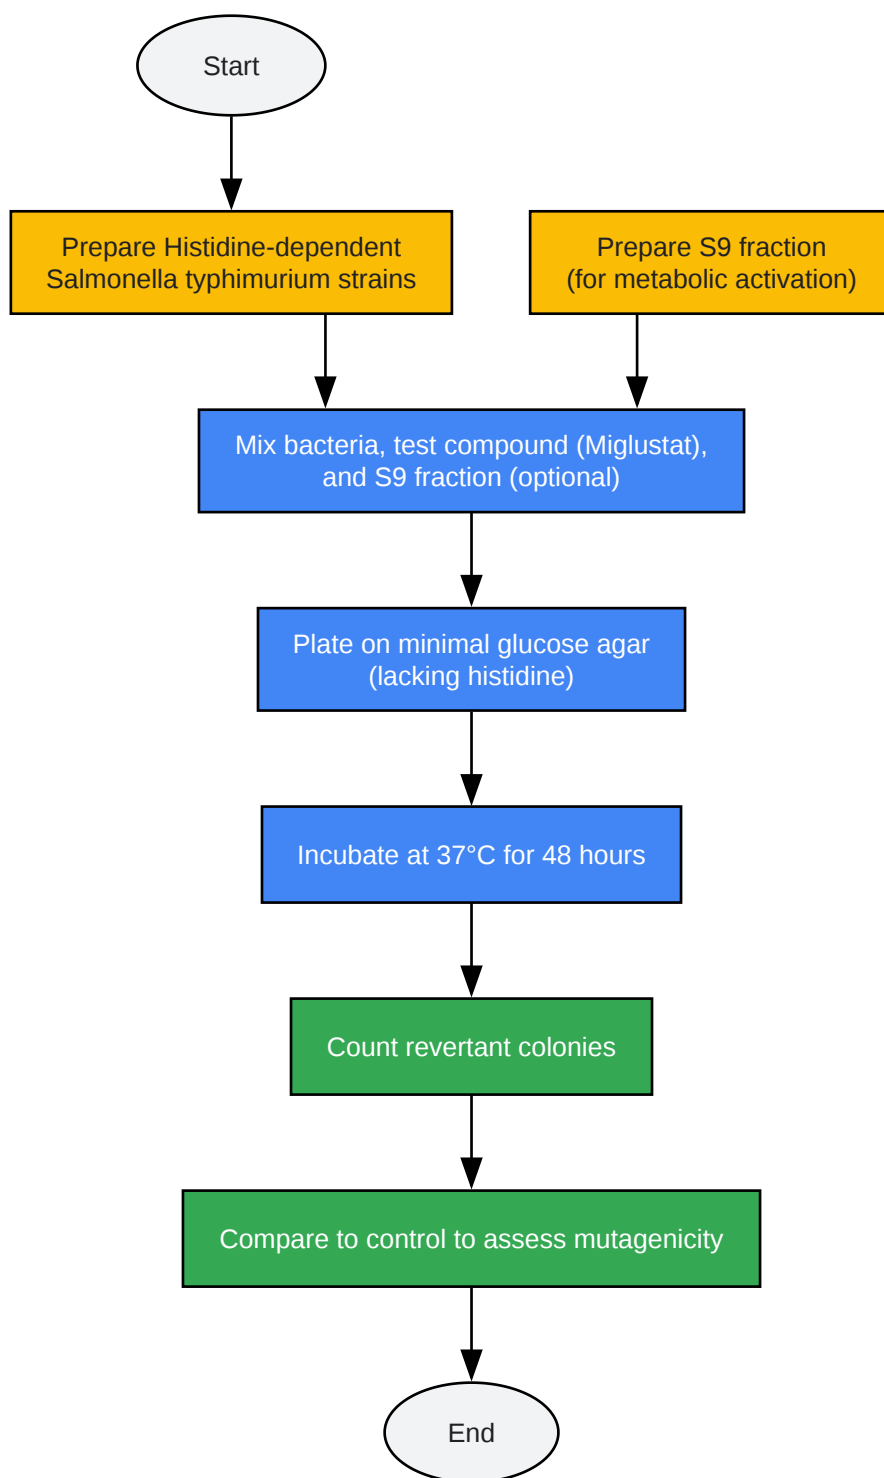 Start
Prepare Histidine-dependent
Salmonella typhimurium strains
Prepare S9 fraction
(for metabolic activation)
Mix bacteria, test compound (Miglustat),
and S9 fraction (optional)
Plate on minimal glucose agar
(lacking histidine)
Incubate at 37°C for 48 hours
Count revertant colonies
Compare to control to assess mutagenicity
End